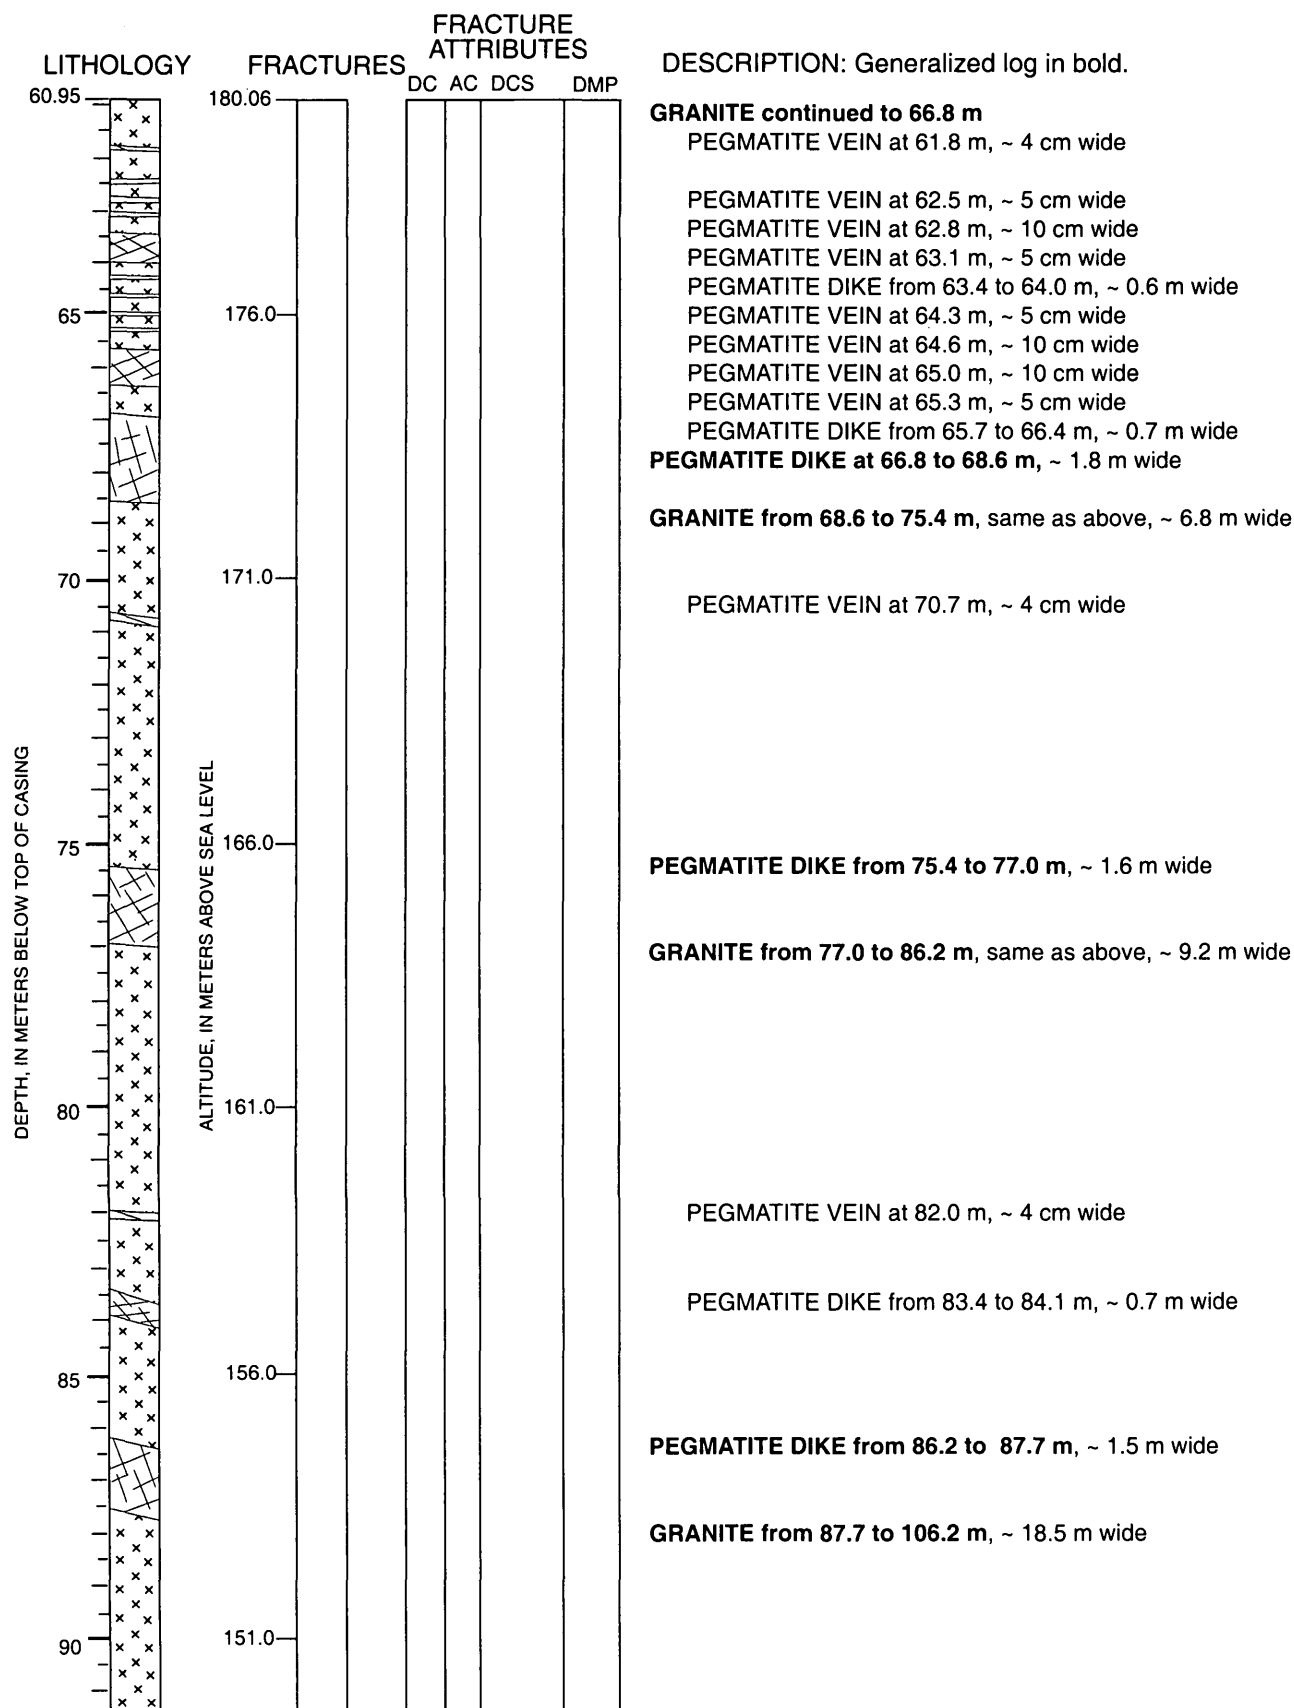 FRACTURE
ATTRIBUTES
LITHOLOGY FRACTURES DESCRIPTION: Generalized log in bold.
DC AC DCS DMP
60.95 180.06
GRANITE continued to 66.8 m
PEGMATITE VEIN at 61.8 m, ~ 4 cm wide
PEGMATITE VEIN at 62.5 m, ~ 5 cm wide
PEGMATITE VEIN at 62.8 m, ~ 10 cm wide
PEGMATITE VEIN at 63.1 m, ~ 5 cm wide
PEGMATITE DIKE from 63.4 to 64.0 m, ~ 0.6 m wide
65 176.0 PEGMATITE VEIN at 64.3 m, ~ 5 cm wide
PEGMATITE VEIN at 64.6 m, ~ 10 cm wide
PEGMATITE VEIN at 65.0 m, ~ 10 cm wide
PEGMATITE VEIN at 65.3 m, ~ 5 cm wide
PEGMATITE DIKE from 65.7 to 66.4 m, ~ 0.7 m wide
PEGMATITE DIKE at 66.8 to 68.6 m, ~ 1.8 m wide
GRANITE from 68.6 to 75.4 m, same as above, ~ 6.8 m wide
70 171.0
PEGMATITE VEIN at 70.7 m, ~ 4 cm wide
DEPTH, IN METERS BELOW TOP OF CASING
ALTITUDE, IN METERS ABOVE SEA LEVEL
75 166.0
PEGMATITE DIKE from 75.4 to 77.0 m, ~ 1.6 m wide
GRANITE from 77.0 to 86.2 m, same as above, ~ 9.2 m wide
80 161.0
PEGMATITE VEIN at 82.0 m, ~ 4 cm wide
PEGMATITE DIKE from 83.4 to 84.1 m, ~ 0.7 m wide
85 156.0
PEGMATITE DIKE from 86.2 to 87.7 m, ~ 1.5 m wide
GRANITE from 87.7 to 106.2 m, ~ 18.5 m wide
90 151.0